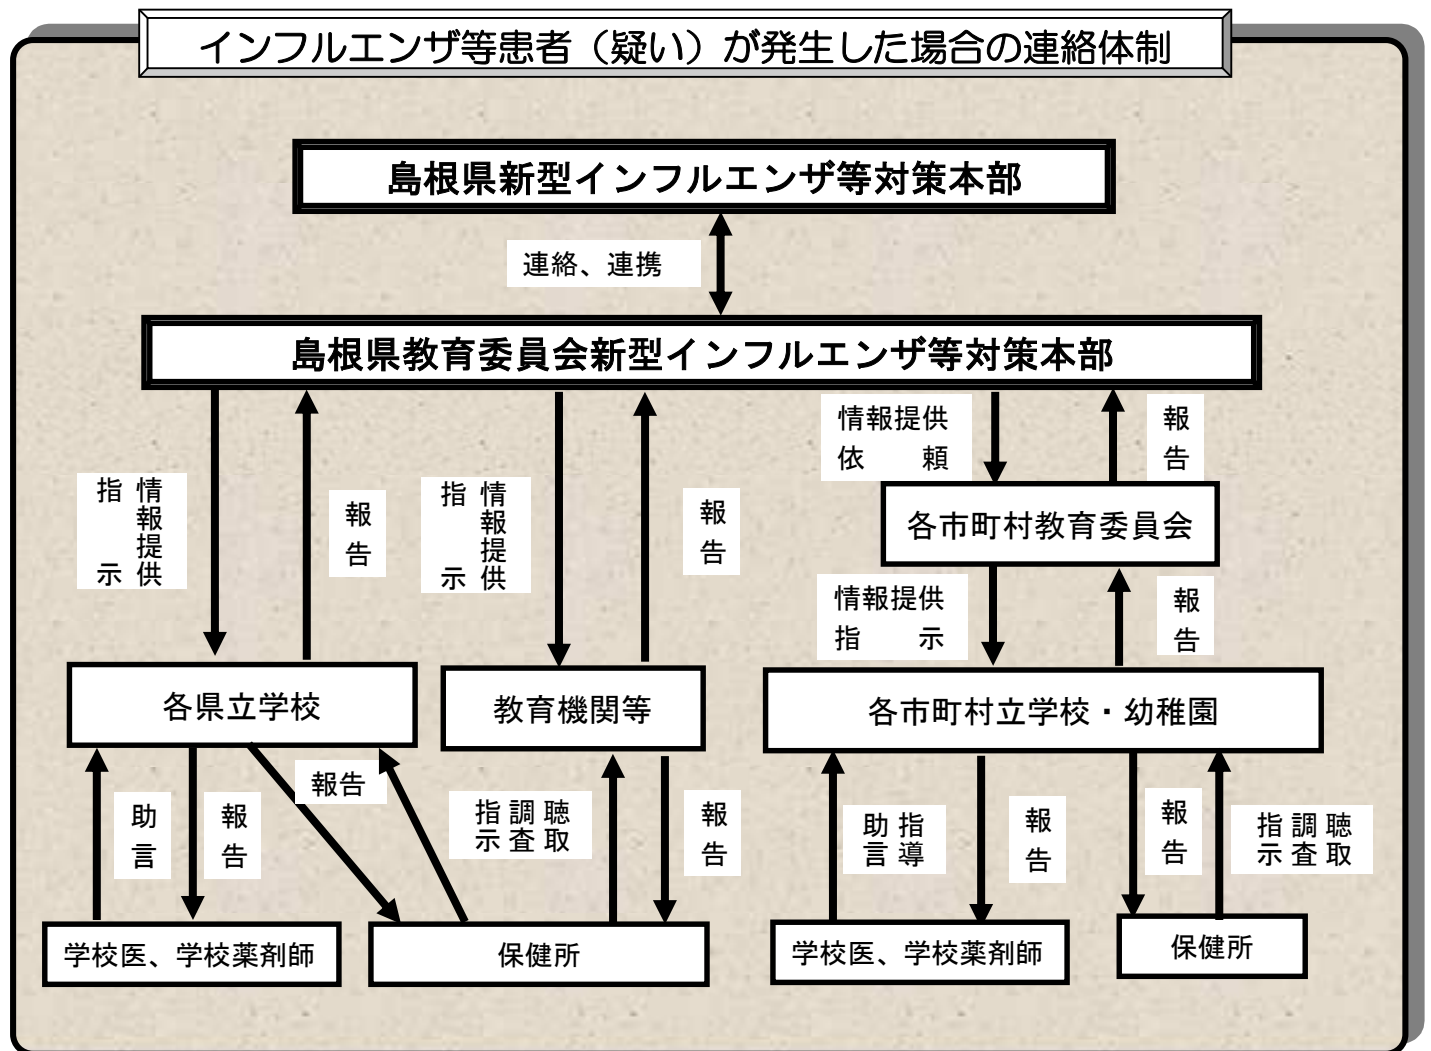 インフルエンザ等患者（疑い）が発生した場合の連絡体制
島根県新型インフルエンザ等対策本部
連絡、連携
島根県教育委員会新型インフルエンザ等対策本部
情報提供
指示
報告
情報提供
指示
報告
情報提供
依頼
報告
各市町村教育委員会
情報提供
指示
報告
各県立学校
教育機関等
各市町村立学校・幼稚園
助言
報告
報告
聴取
調査
指示
報告
指導
助言
報告
報告
聴取
調査
指示
学校医、学校薬剤師
保健所
学校医、学校薬剤師
保健所